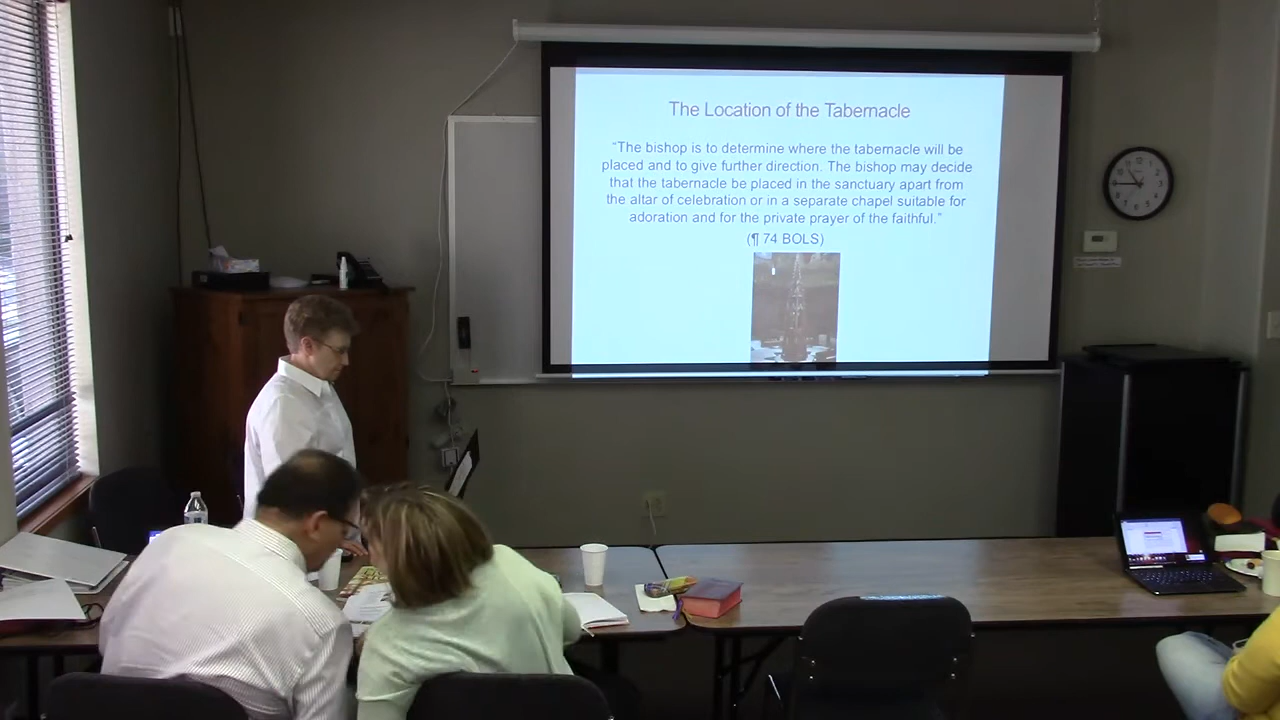 The Location of the Tabernacle
"The bishop is to determine where the tabernacle will be
placed and to give further direction. The bishop may decide
that the tabernacle be placed in the sanctuary apart from
the altar of celebration or in a separate chapel suitable for
adoration and for the private prayer of the faithful."
(¶ 74 BOLS)